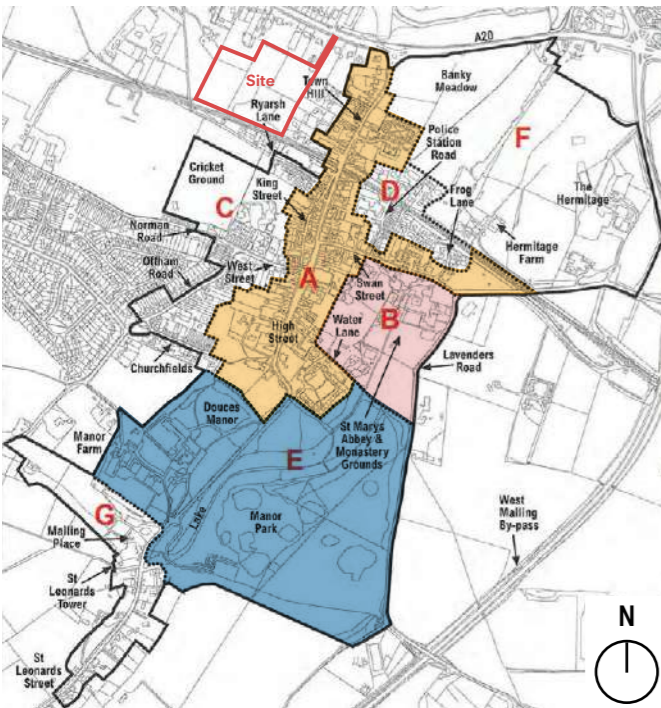 A20
Site
Town
Hill
Banky
Meadow
Ryarsh
Lane
Police
Station
Road
F
Cricket
Ground
King
Street
D
Frog
Lane
The
Hermitage
C
Norman
Road
Hermitage
Farm
Offham
Road
West
Street
A
Swan
Street
B
High
Street
Water
Lane
Lavenders
Road
Churchfields
Douces
Manor
St Marys
Abbey &
Monastery
Grounds
Manor
Farm
E
G
Lake
Manor
Park
West
Malling
By-pass
Malling
Place
St
Leonards
Tower
St
Leonards
Street
N